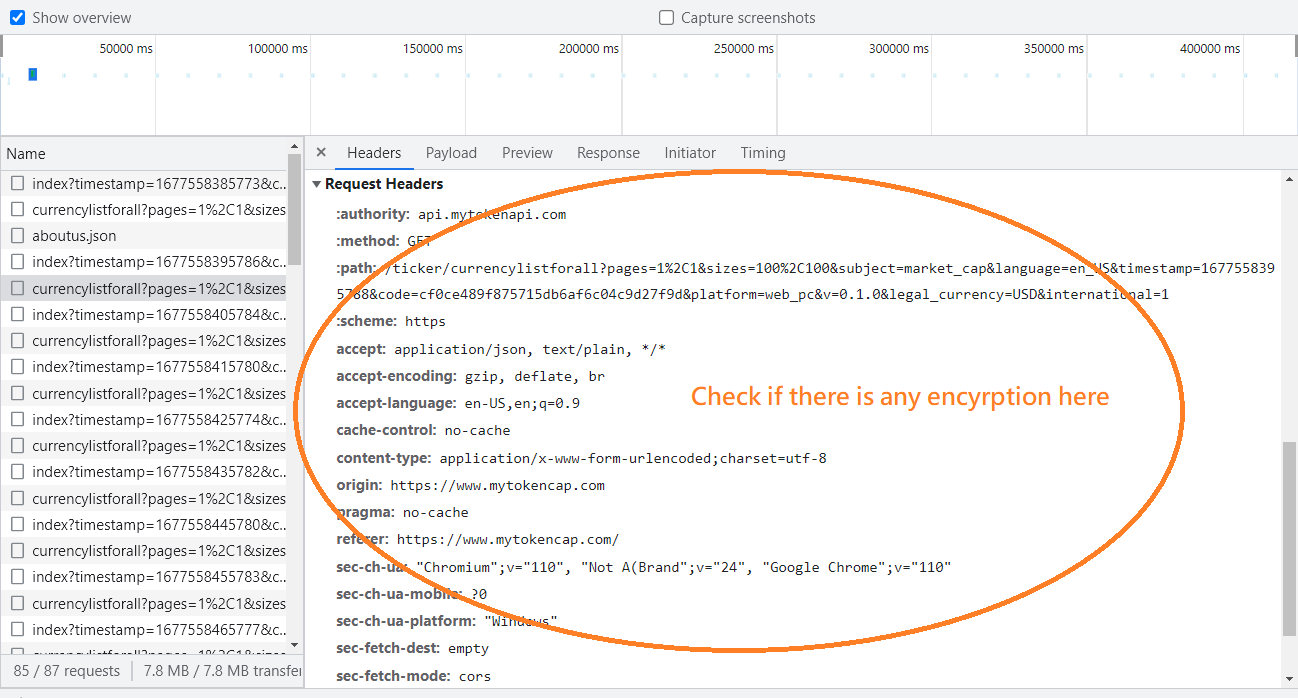 Show overview
Capture screenshots
50000 ms
100000 ms
150000 ms
200000 ms
250000 ms
300000 ms
350000 ms
400000 ms
Name
index?timestamp=1677558385773&c...
currencylistforall?pages=1%2C1&sizes
aboutus.json
index?timestamp=1677558395786&c...
currencylistforall?pages=1%2C1&sizes
index?timestamp=1677558405784&c...
currencylistforall?pages=1%2C1&sizes
index?timestamp=1677558415780&c...
currencylistforall?pages=1%2C1&sizes
index?timestamp=1677558425774&c...
currencylistforall?pages=1%2C1&sizes
index?timestamp=1677558435782&c...
currencylistforall?pages=1%2C1&sizes
index?timestamp=1677558445780&c...
currencylistforall?pages=1%2C1&sizes
index?timestamp=1677558455783&c...
currencylistforall?pages=1%2C1&sizes
index?timestamp=1677558465777&c...
currencylistforall?pages=1%2C1&sizes
85 / 87 requests
7.8 MB / 7.8 MB transfer
Headers
Payload
Preview
Response
Initiator
Timing
Request Headers
:authority: api.mytokenapi.com
:method: GET
:path: /ticker/currencylistforall?pages=1%2C1&sizes=100%2C100&subject=market_cap&language=en_US&timestamp=167755839
5788&code=cf0ce489f875715db6af6c04c9d27f9d&platform=web_pc&v=0.1.0&legal_currency=USD&international=1
:scheme: https
accept: application/json, text/plain, */*
accept-encoding: gzip, deflate, br
accept-language: en-US,en;q=0.9
cache-control: no-cache
content-type: application/x-www-form-urlencoded;charset=utf-8
origin: https://www.mytokencap.com
pragma: no-cache
referer: https://www.mytokencap.com/
sec-ch-ua: "Chromium";v="110", "Not A(Brand";v="24", "Google Chrome";v="110"
sec-ch-ua-mobile: ?0
sec-ch-ua-platform: "Windows"
sec-fetch-dest: empty
sec-fetch-mode: cors
Check if there is any encyrption here